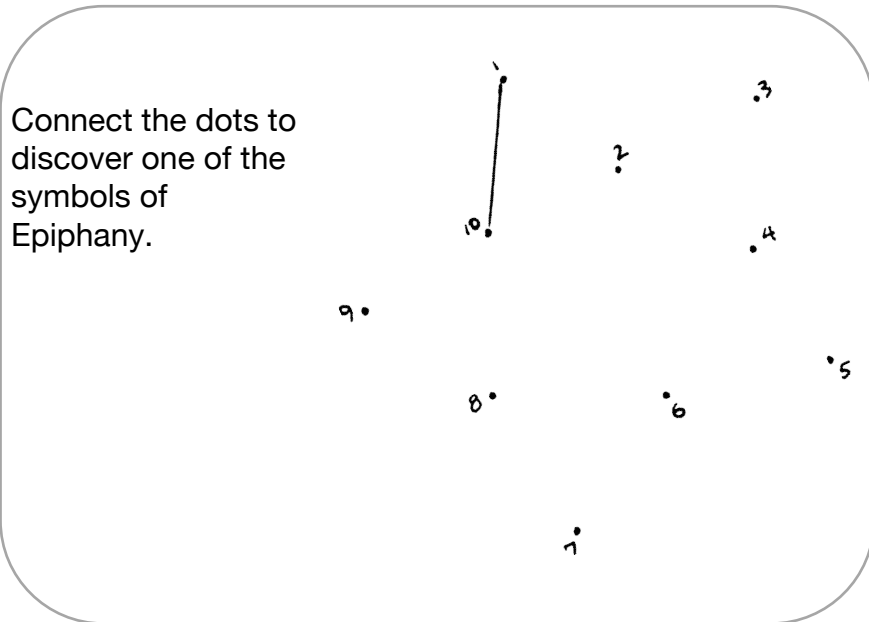 Connect the dots to
discover one of the
symbols of
Epiphany.
1
3
2
10
4
9
5
8
6
7